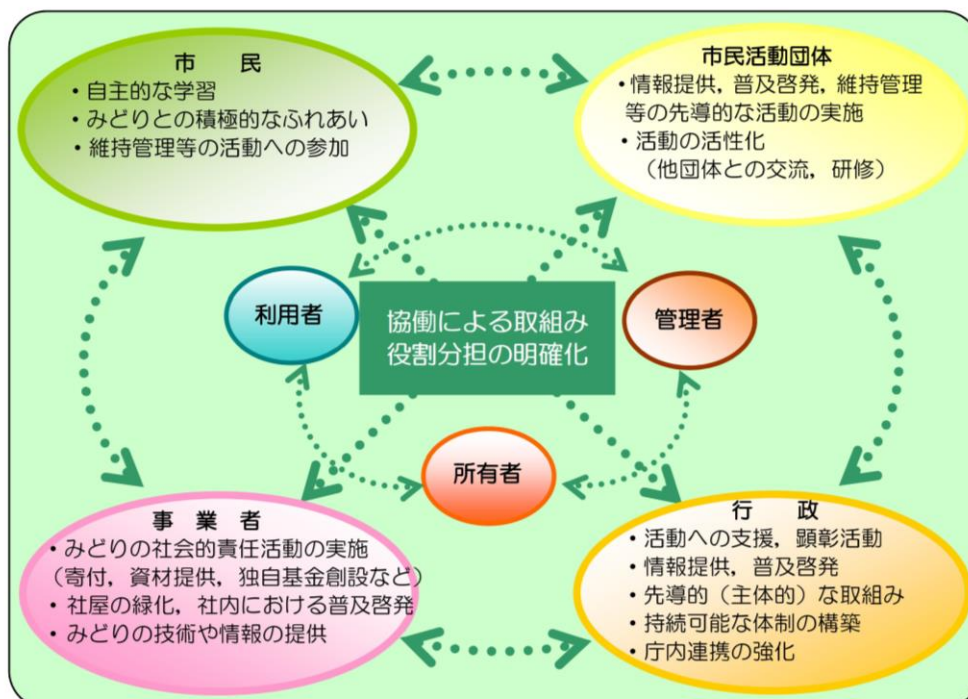 市　民
・自主的な学習
・みどりとの積極的なふれあい
・維持管理等の活動への参加
市民活動団体
・情報提供，普及啓発，維持管理
等の先導的な活動の実施
・活動の活性化
（他団体との交流，研修）
利用者
協働による取組み
役割分担の明確化
管理者
所有者
事　業　者
・みどりの社会的責任活動の実施
（寄付，資材提供，独自基金創設など）
・社屋の緑化，社内における普及啓発
・みどりの技術や情報の提供
行　政
・活動への支援，顕彰活動
・情報提供，普及啓発
・先導的（主体的）な取組み
・持続可能な体制の構築
・庁内連携の強化